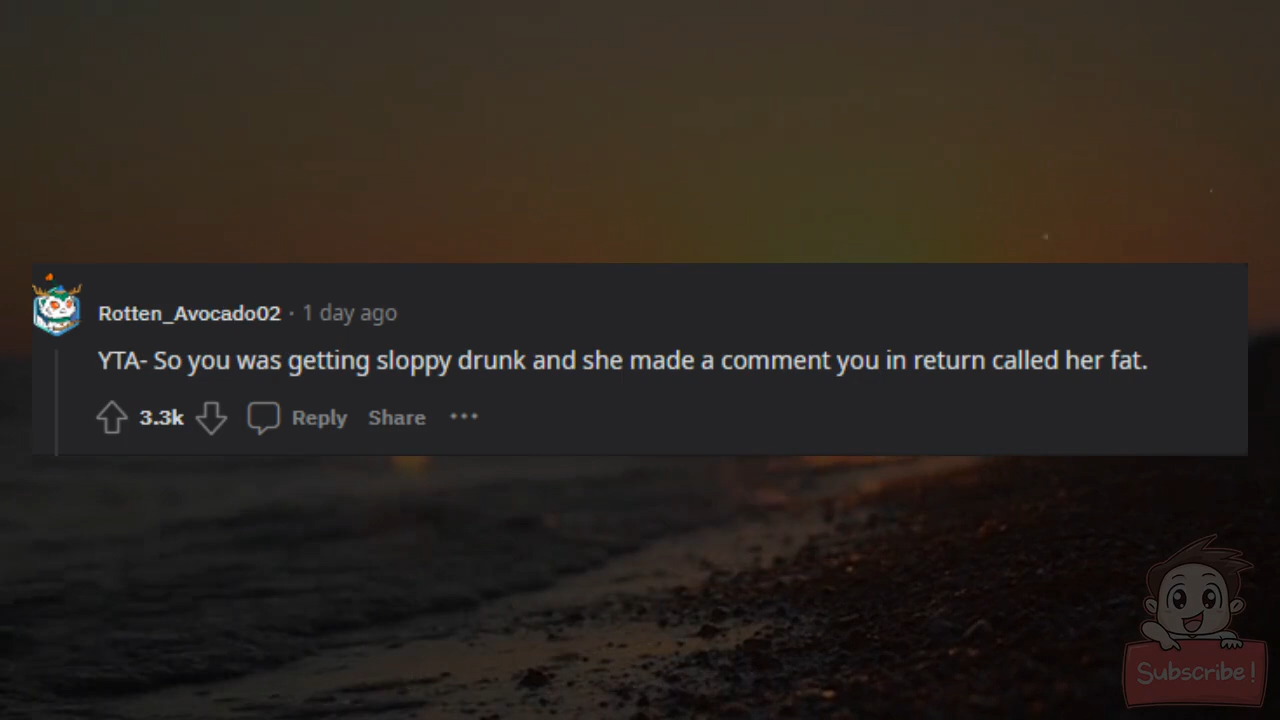 Rotten_Avocado02 · 1 day ago
YTA- So you was getting sloppy drunk and she made a comment you in return called her fat.
3.3k Reply Share ···
Subscribe!